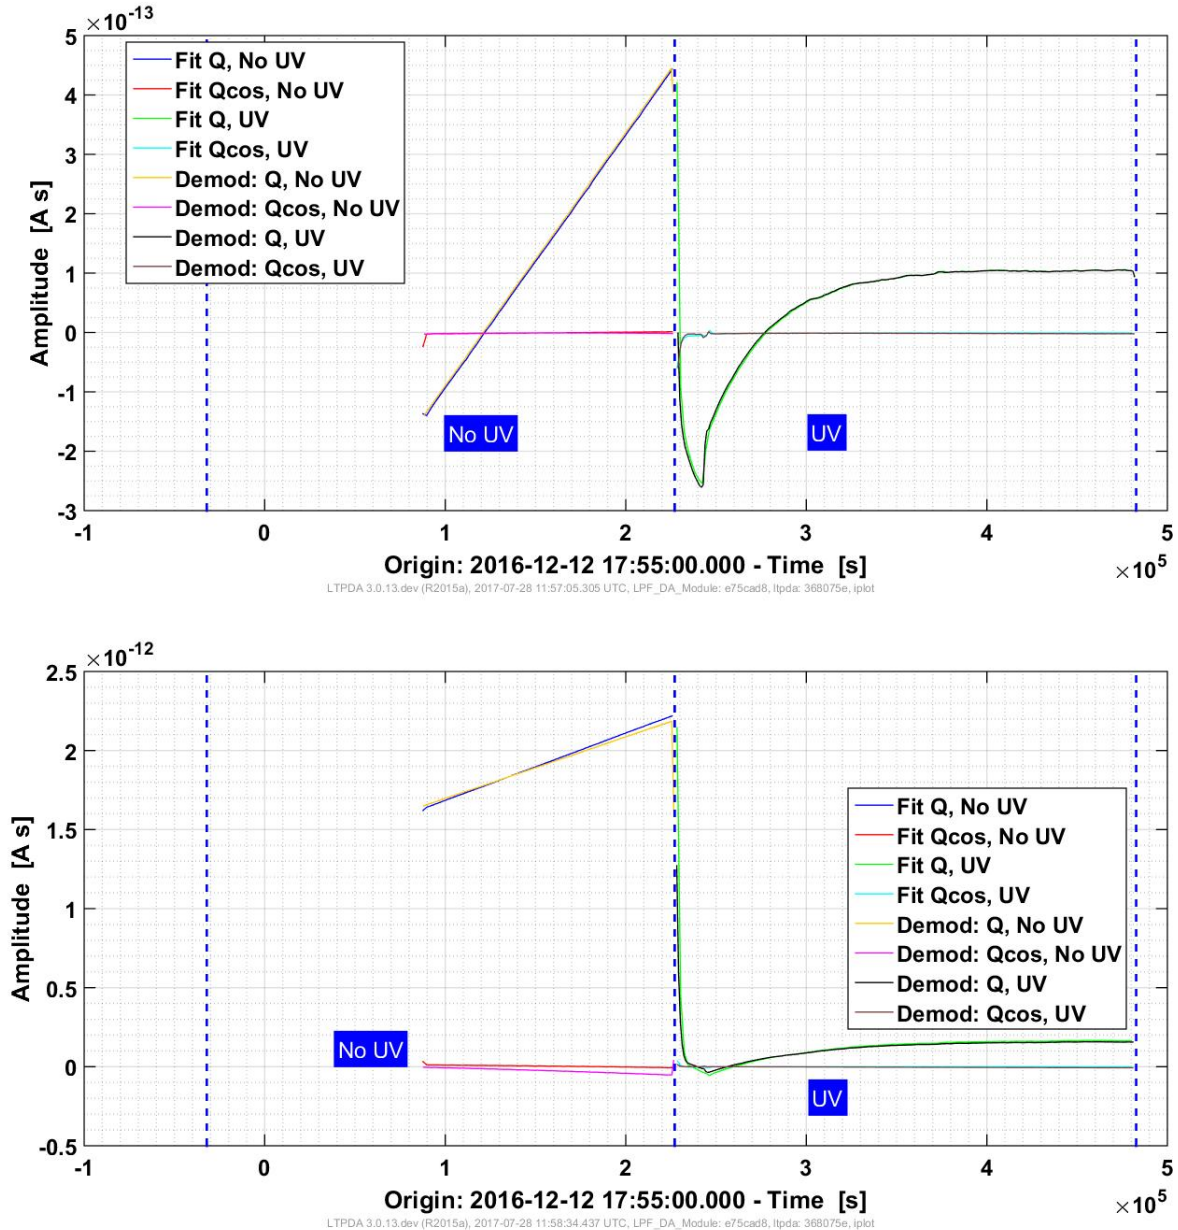 ×10-13
5
4
3
2
1
0
-1
-2
-3
Amplitude [A s]
Fit Q, No UV
Fit Qcos, No UV
Fit Q, UV
Fit Qcos, UV
Demod: Q, No UV
Demod: Qcos, No UV
Demod: Q, UV
Demod: Qcos, UV
No UV
UV
-1 0 1 2 3 4 5
Origin: 2016-12-12 17:55:00.000 - Time [s]
×10^5
LTPDA 3.0.13.dev (R2015a), 2017-07-28 11:57:05.305 UTC, LPF_DA_Module: e75cad8, ltpda: 368075e, iplot
×10-12
2.5
2
1.5
1
0.5
0
-0.5
Amplitude [A s]
Fit Q, No UV
Fit Qcos, No UV
Fit Q, UV
Fit Qcos, UV
Demod: Q, No UV
Demod: Qcos, No UV
Demod: Q, UV
Demod: Qcos, UV
No UV
UV
-1 0 1 2 3 4 5
Origin: 2016-12-12 17:55:00.000 - Time [s]
×10^5
LTPDA 3.0.13.dev (R2015a), 2017-07-28 11:58:34.437 UTC, LPF_DA_Module: e75cad8, ltpda: 368075e, iplot